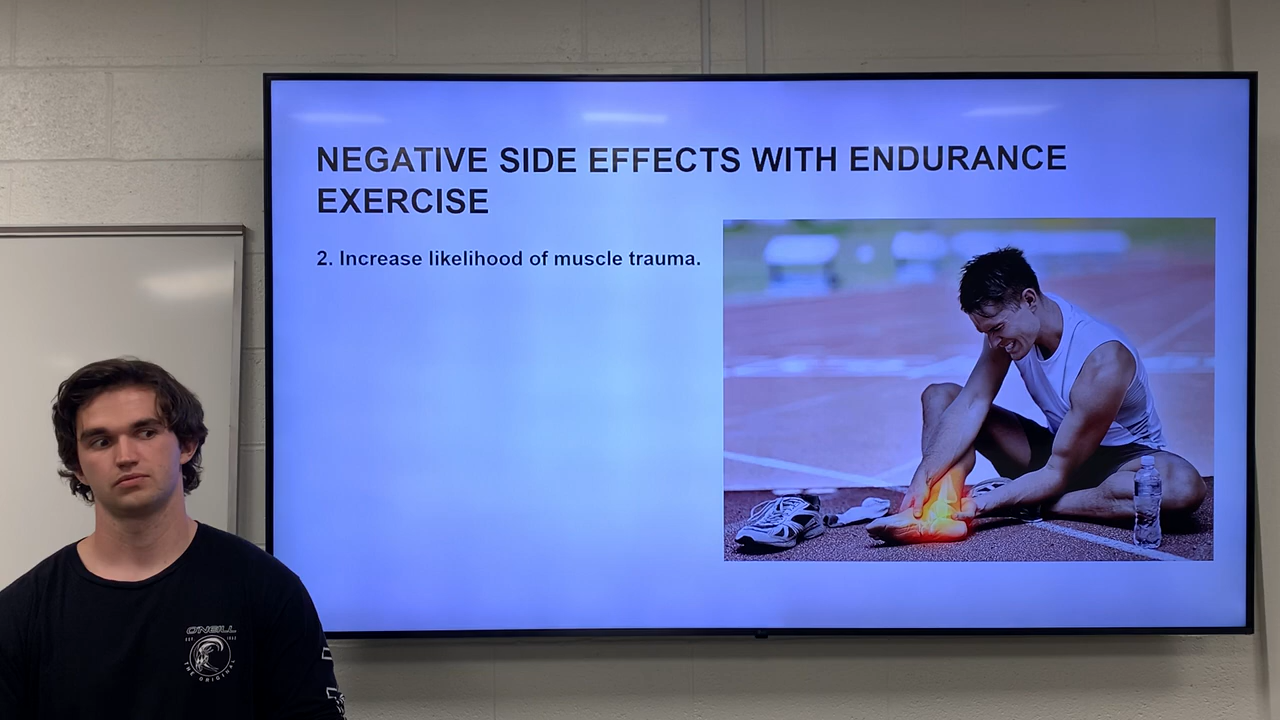 NEGATIVE SIDE EFFECTS WITH ENDURANCE
EXERCISE
2. Increase likelihood of muscle trauma.
O'NEILL
THE ORIGINAL